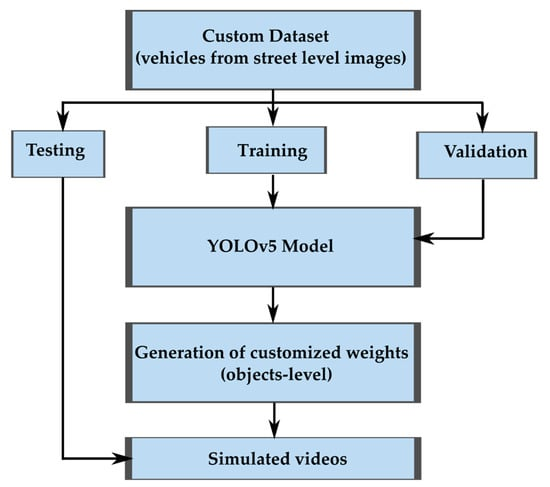 Custom Dataset
(vehicles from street level images)
Testing
Training
Validation
YOLOv5 Model
Generation of customized weights
(objects-level)
Simulated videos